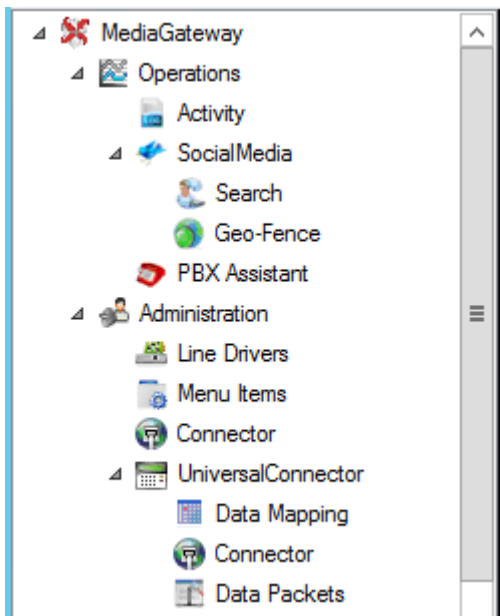 MediaGateway
Operations
Activity
SocialMedia
Search
Geo-Fence
PBX Assistant
Administration
Line Drivers
Menu Items
Connector
UniversalConnector
Data Mapping
Connector
Data Packets